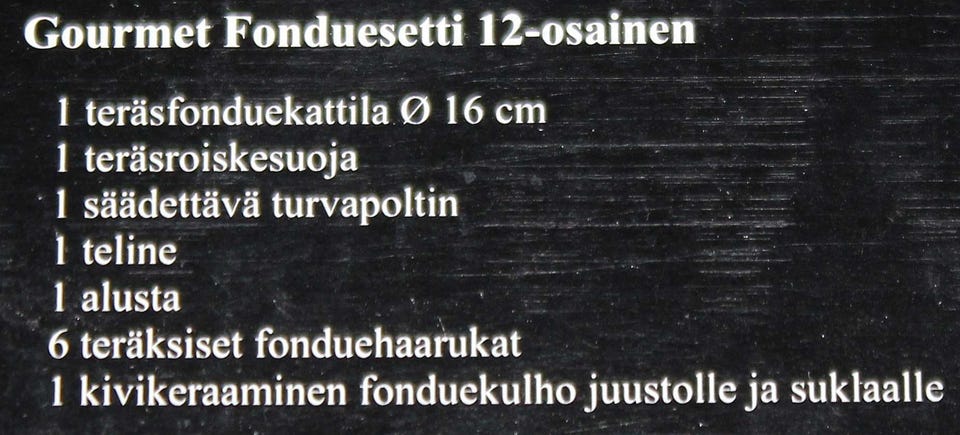 Gourmet Fonduesetti 12-osainen
1 teräsfonduekattila Ø 16 cm
1 teräsroiskesuoja
1 säädettävä turvapoltin
1 teline
1 alusta
6 teräksiset fonduehaarukat
1 kivikeraaminen fonduekulho juustolle ja suklaalle